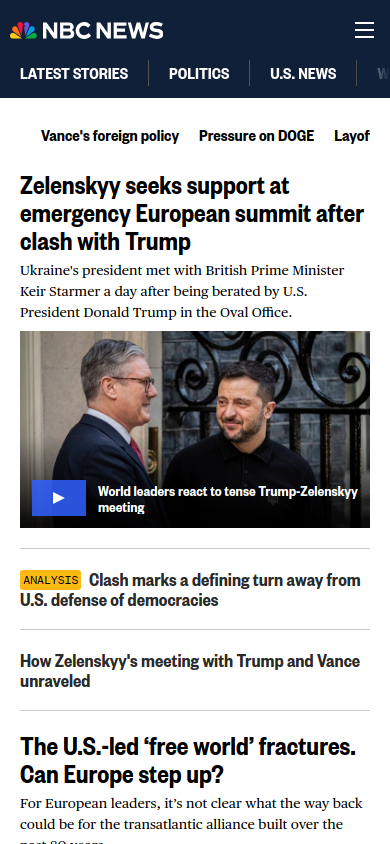 NBC NEWS
LATEST STORIES
POLITICS
U.S. NEWS
Vance's foreign policy
Pressure on DOGE
Layof
Zelenskyy seeks support at
emergency European summit after
clash with Trump
Ukraine's president met with British Prime Minister
Keir Starmer a day after being berated by U.S.
President Donald Trump in the Oval Office.
World leaders react to tense Trump-Zelenskyy
meeting
ANALYSIS Clash marks a defining turn away from
U.S. defense of democracies
How Zelenskyy's meeting with Trump and Vance
unraveled
The U.S.-led ‘free world’ fractures.
Can Europe step up?
For European leaders, it’s not clear what the way back
could be for the transatlantic alliance built over the
past 80 years